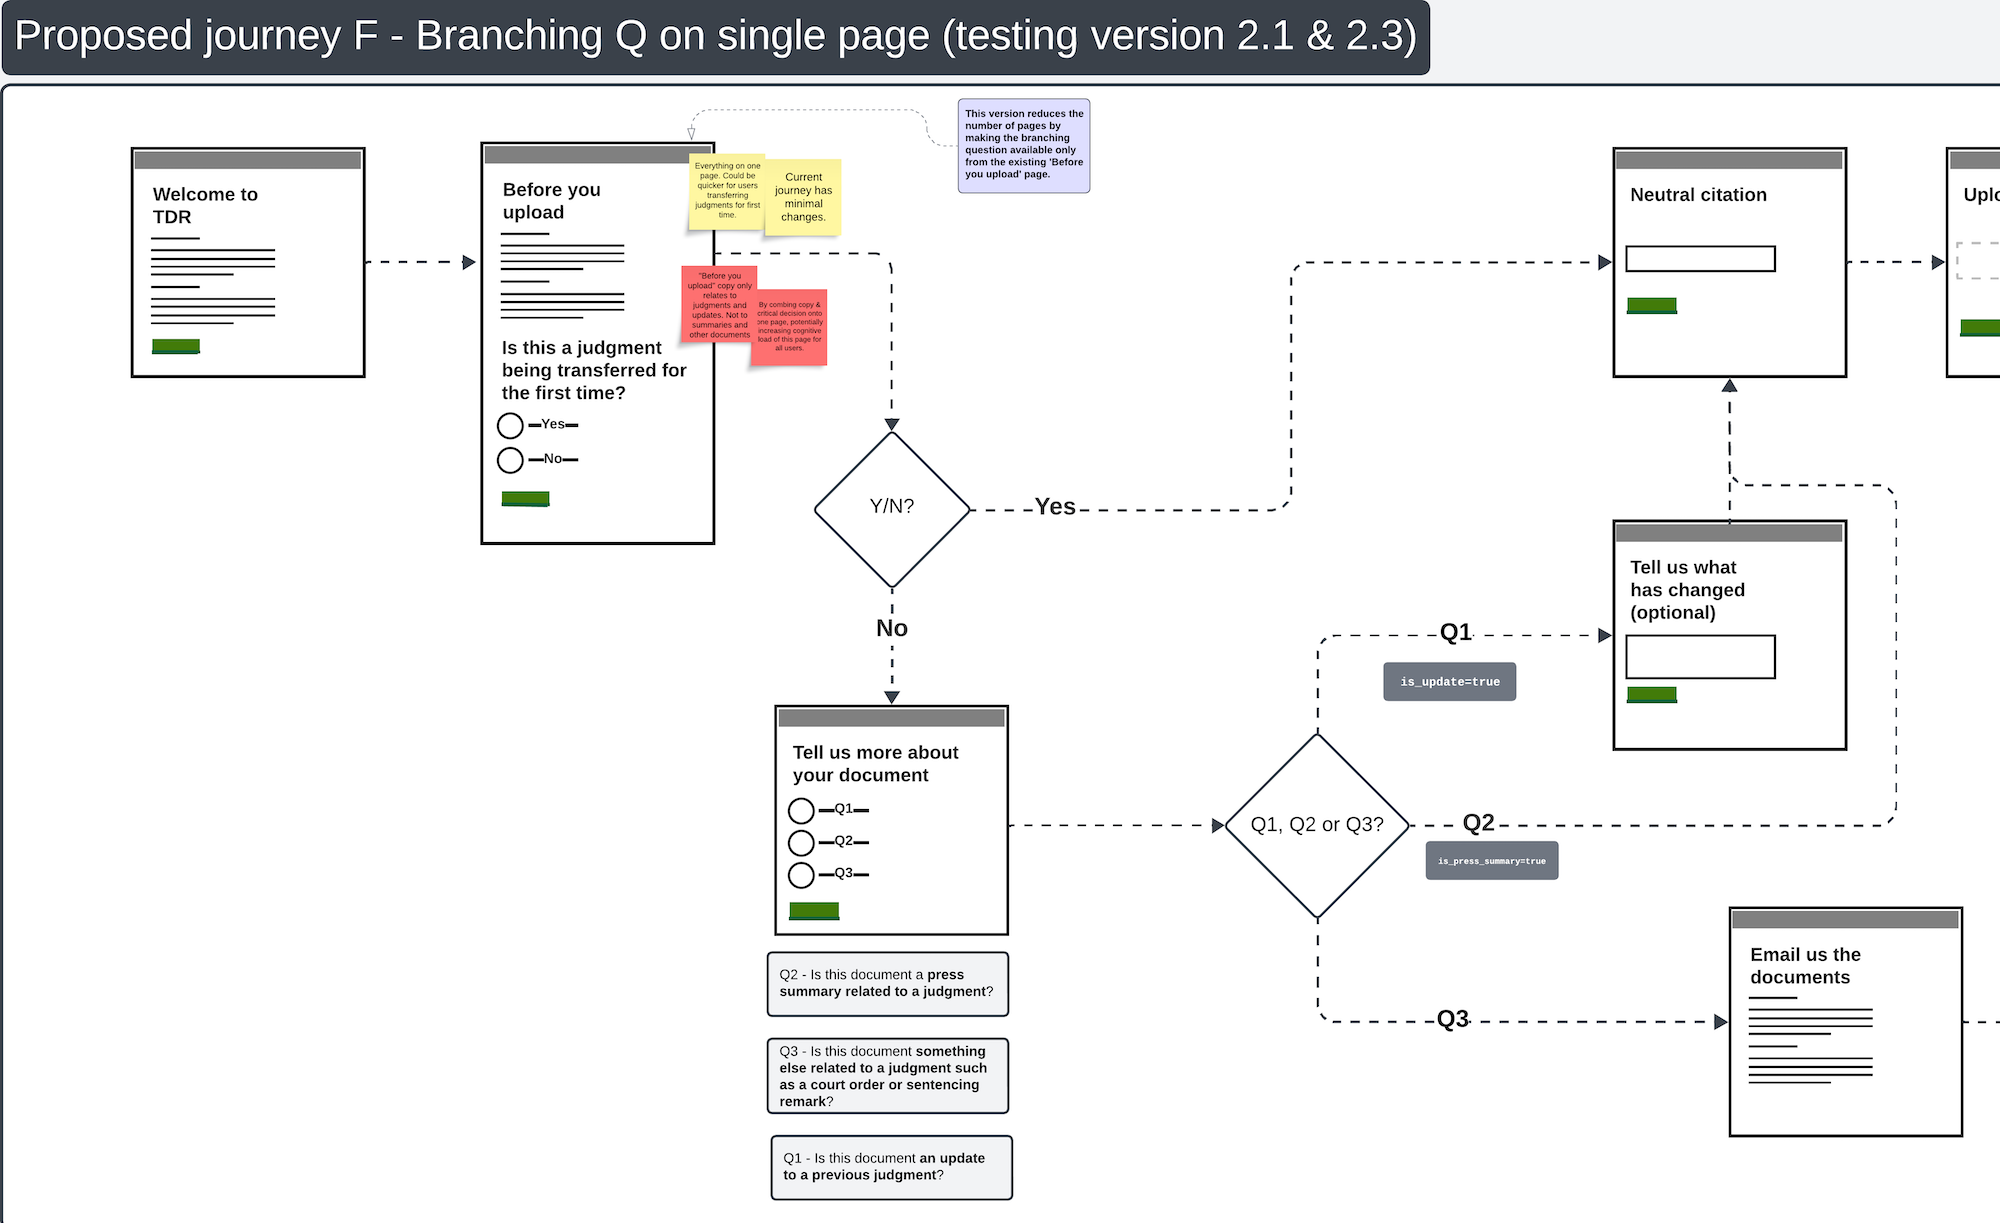 Proposed journey F - Branching Q on single page (testing version 2.1 & 2.3)
This version reduces the
number of pages by
making the branching
question available only
from the existing 'Before
you upload' page.
Welcome to
TDR
Before you
upload
Everything on one
page. Could be
quicker for users
transferring
judgments for first
time.
Current
journey has
minimal
changes.
"Before you
upload" copy only
relates to
judgments and
updates. Not to
summaries and
other documents
By combing copy &
critical decision onto
one page, potentially
increasing cognitive
load of this page for
all users.
Is this a judgment
being transferred for
the first time?
Yes
No
Y/N?
Yes
No
Neutral citation
Uplo
Tell us what
has changed
(optional)
Q1
is_update=true
Tell us more about
your document
Q1
Q2
Q3
Q1, Q2 or Q3?
Q2
is_press_summary=true
Q3
Email us the
documents
Q2 - Is this document a press
summary related to a judgment?
Q3 - Is this document something
else related to a judgment such
as a court order or sentencing
remark?
Q1 - Is this document an update
to a previous judgment?